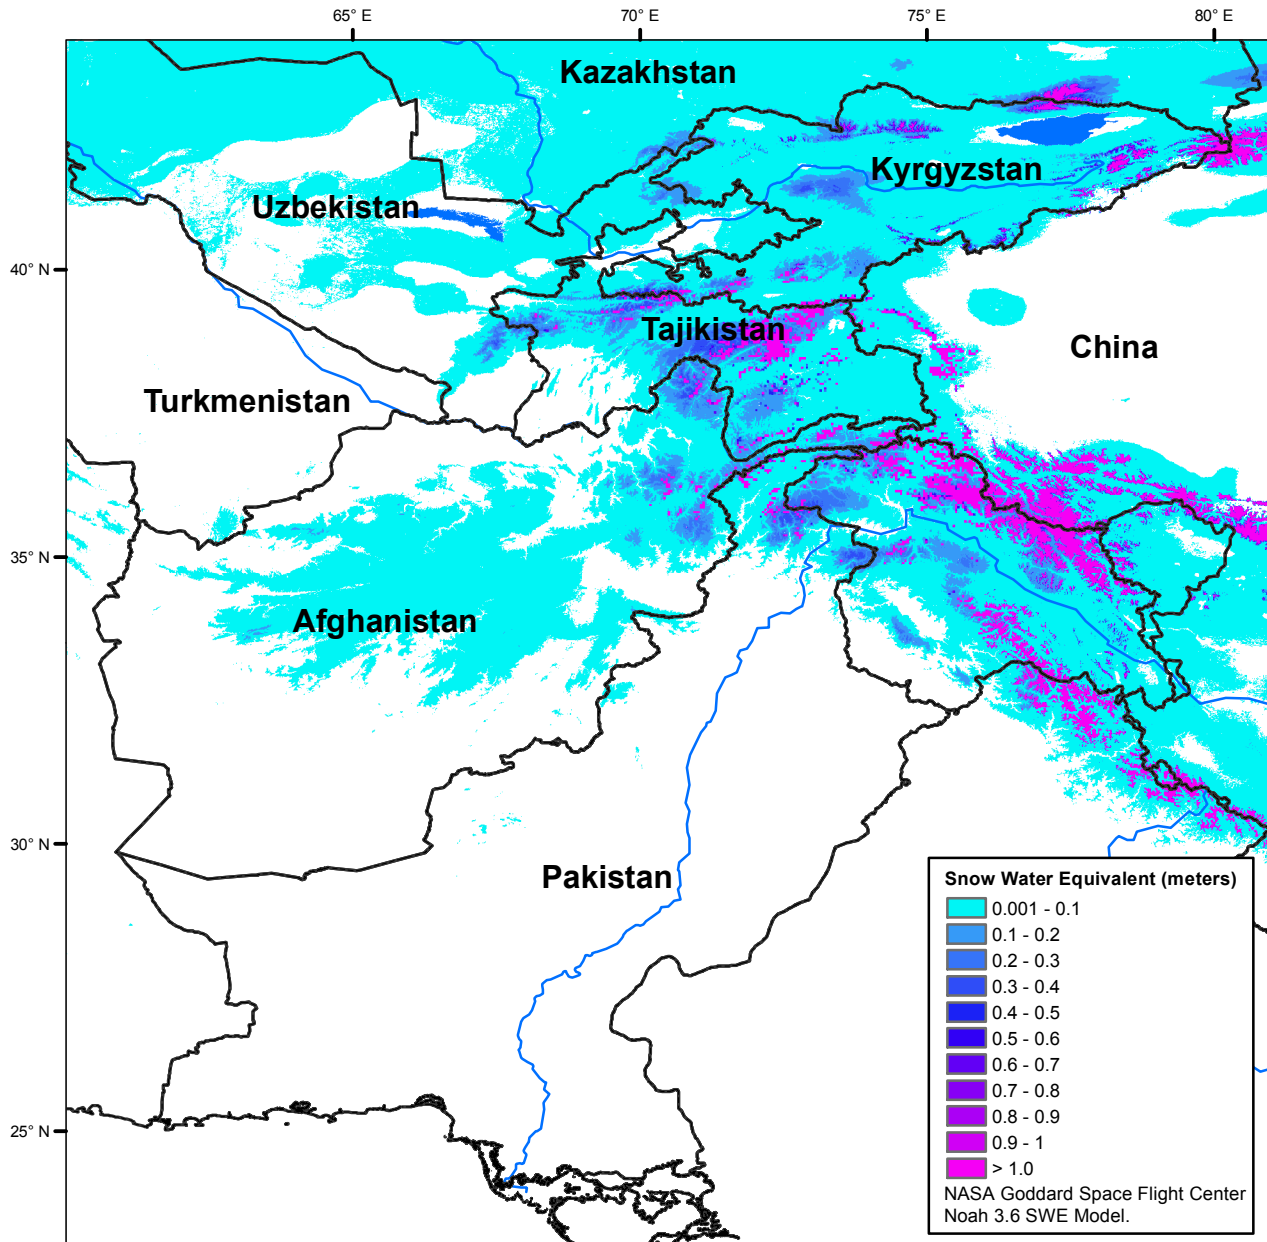 65° E
70° E
75° E
80° E
Kazakhstan
Kyrgyzstan
Uzbekistan
40° N
Tajikistan
China
Turkmenistan
35° N
Afghanistan
30° N
Pakistan
25° N
Snow Water Equivalent (meters)
0.001 - 0.1
0.1 - 0.2
0.2 - 0.3
0.3 - 0.4
0.4 - 0.5
0.5 - 0.6
0.6 - 0.7
0.7 - 0.8
0.8 - 0.9
0.9 - 1
> 1.0
NASA Goddard Space Flight Center
Noah 3.6 SWE Model.